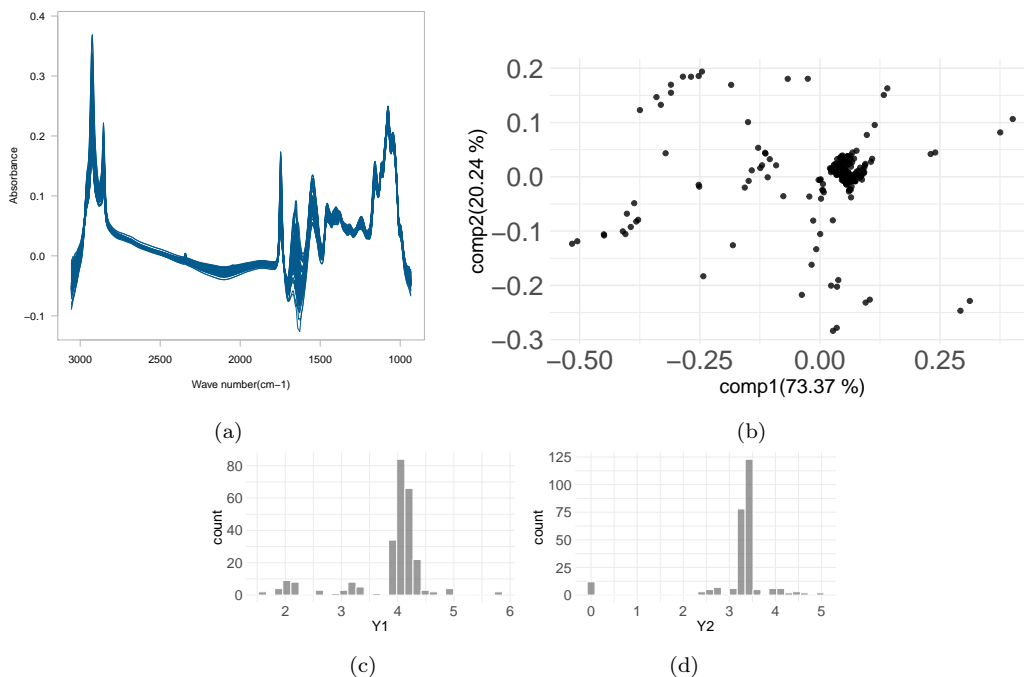 0.4
0.3
0.2
0.1
0.0
−0.1
Absorbance
3000 2500 2000 1500 1000
Wave number(cm−1)
(a)
0.2
0.1
0.0
−0.1
−0.2
−0.3
comp2(20.24 %)
−0.50 −0.25 0.00 0.25
comp1(73.37 %)
(b)
80
60
40
20
0
count
2 3 4 5 6
Y1
(c)
125
100
75
50
25
0
count
0 1 2 3 4 5
Y2
(d)